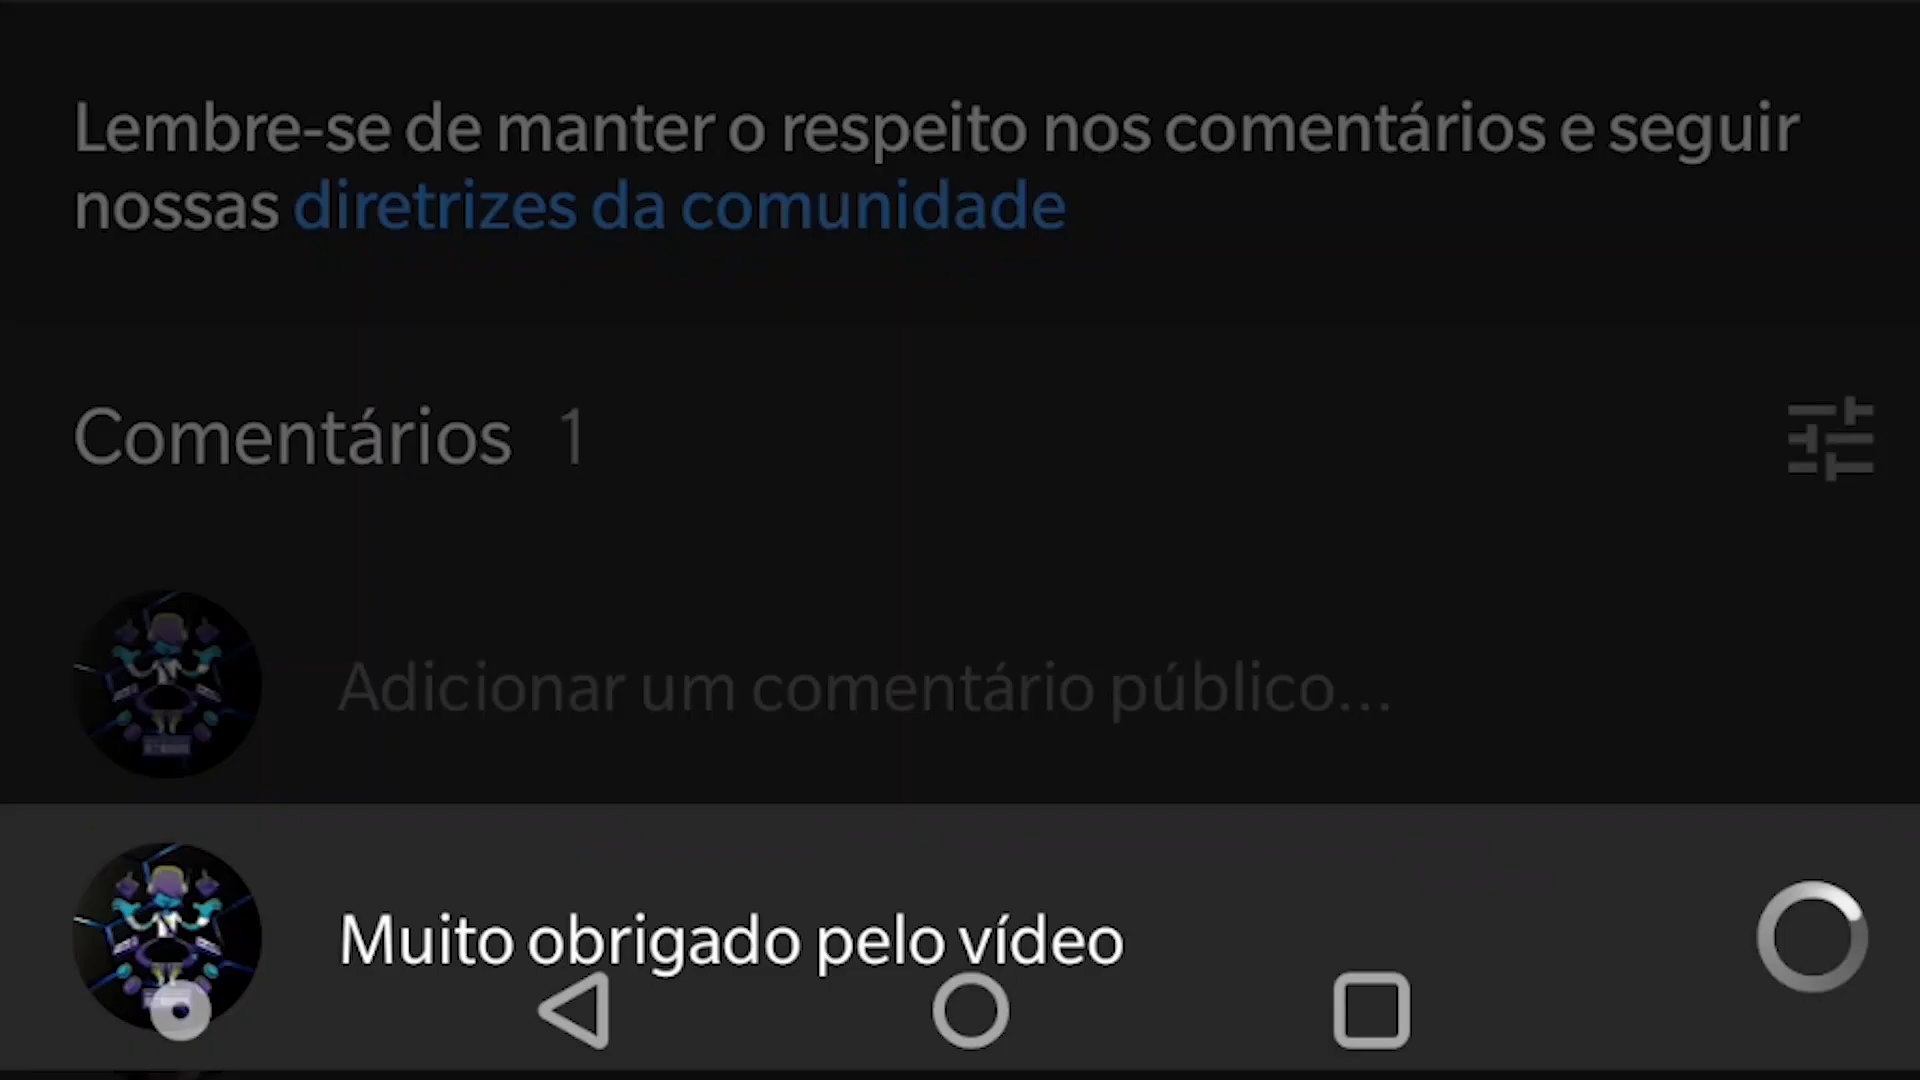 Lembre-se de manter o respeito nos comentários e seguir
nossas diretrizes da comunidade
Comentários 1
Adicionar um comentário público...
Muito obrigado pelo vídeo